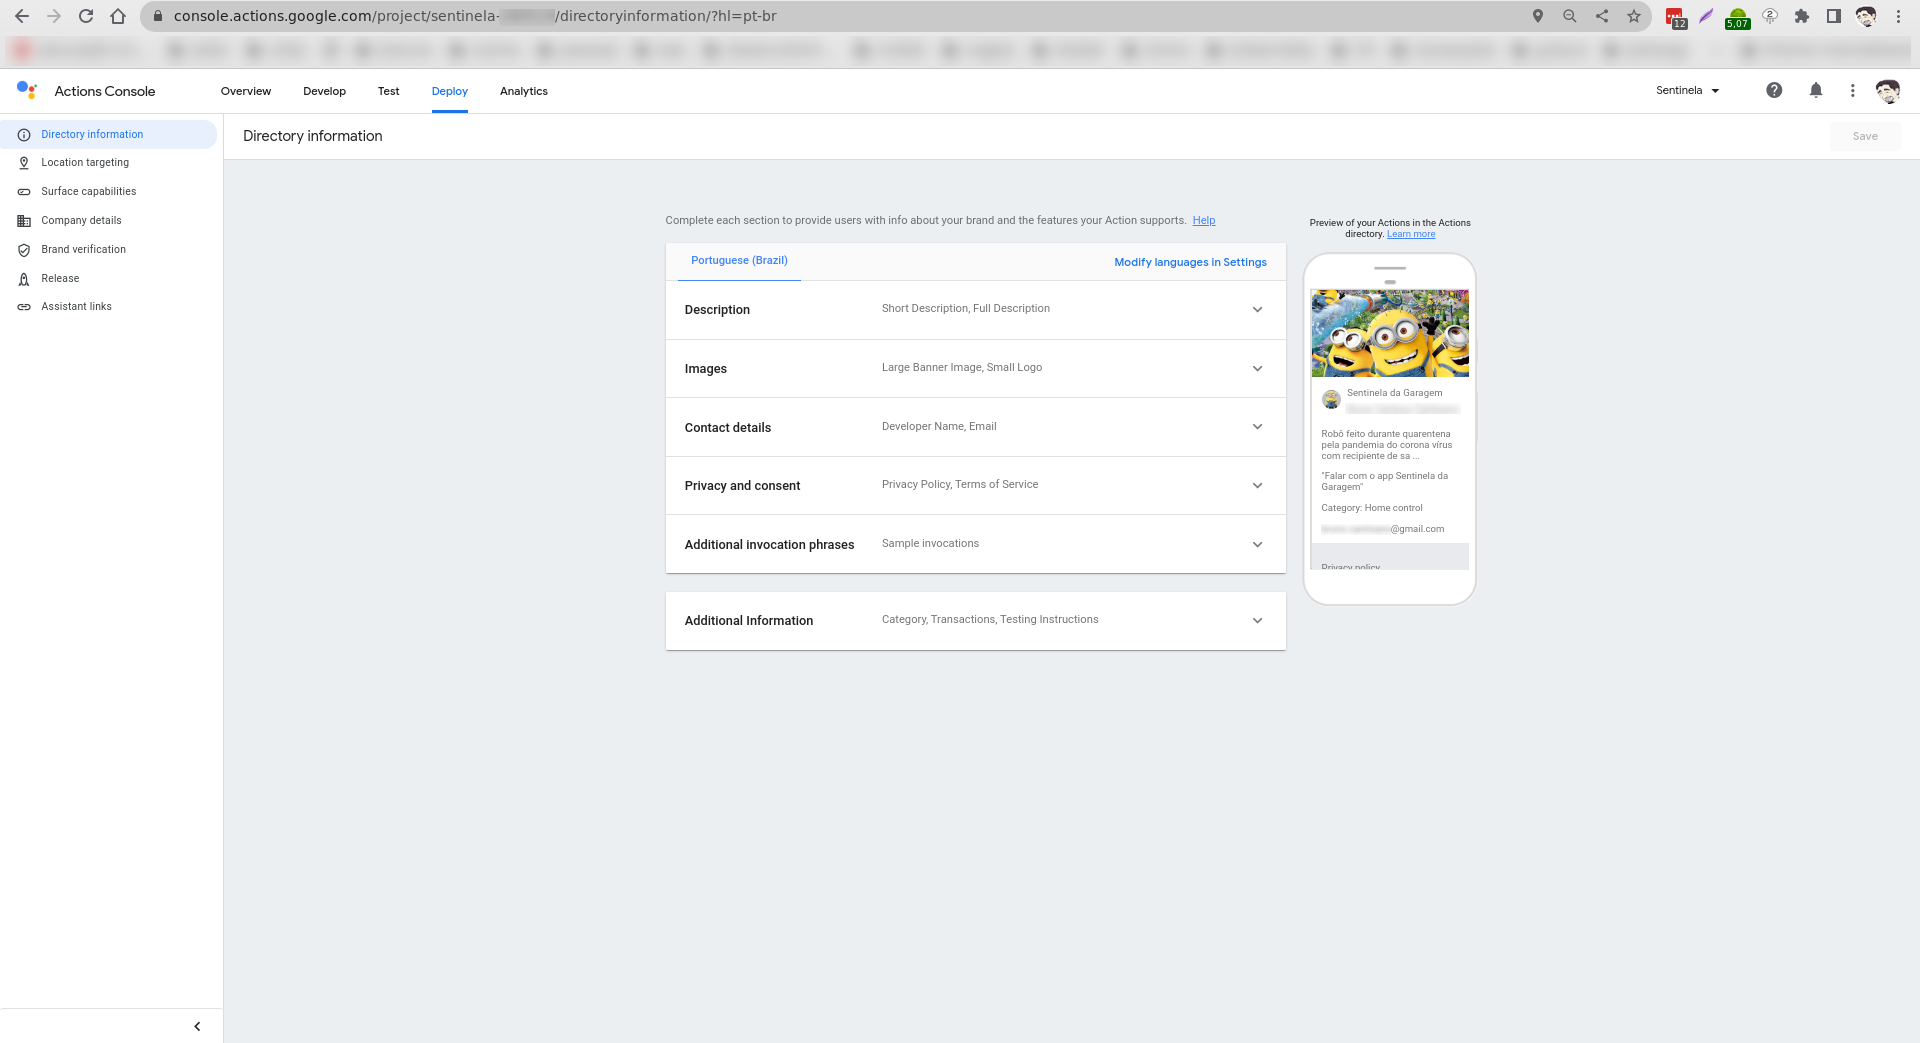 console.actions.google.com/project/sentinela-
/directoryinformation/?hl=pt-br
12
5,07
2
Actions Console
Overview
Develop
Test
Deploy
Analytics
Sentinela
Directory information
Location targeting
Surface capabilities
Company details
Brand verification
Release
Assistant links
Directory information
Save
Complete each section to provide users with info about your brand and the features your Action supports. Help
Portuguese (Brazil)
Modify languages in Settings
Description
Short Description, Full Description
Images
Large Banner Image, Small Logo
Contact details
Developer Name, Email
Privacy and consent
Privacy Policy, Terms of Service
Additional invocation phrases
Sample invocations
Additional Information
Category, Transactions, Testing Instructions
Preview of your Actions in the Actions
directory. Learn more
Sentinela da Garagem
Robô feito durante quarentena
pela pandemia do corona vírus
com recipiente de sa ...
"Falar com o app Sentinela da
Garagem"
Category: Home control
@gmail.com
Privacy policy